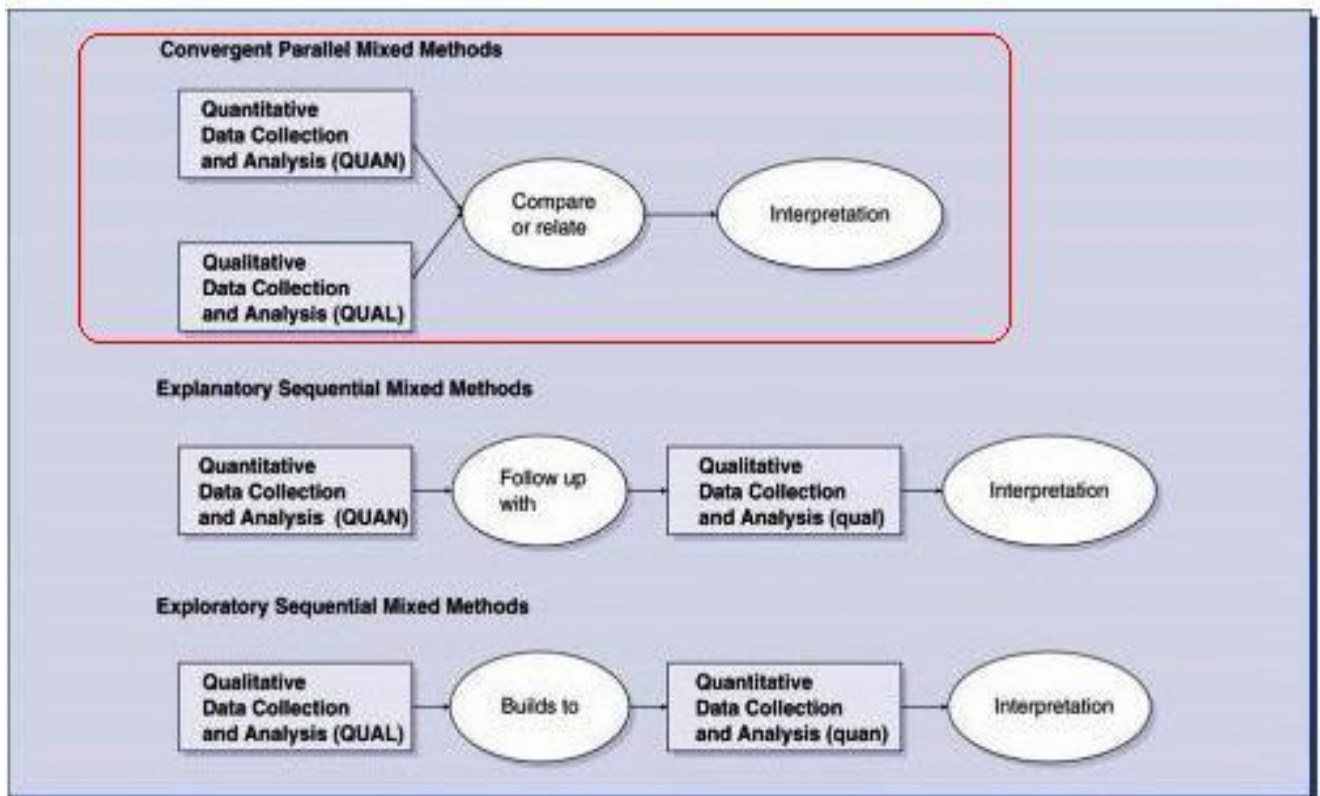 Convergent Parallel Mixed Methods
Quantitative
Data Collection
and Analysis (QUAN)
Compare
or relate
Interpretation
Qualitative
Data Collection
and Analysis (QUAL)
Explanatory Sequential Mixed Methods
Quantitative
Data Collection
and Analysis (QUAN)
Follow up
with
Qualitative
Data Collection
and Analysis (qual)
Interpretation
Exploratory Sequential Mixed Methods
Qualitative
Data Collection
and Analysis (QUAL)
Builds to
Quantitative
Data Collection
and Analysis (quan)
Interpretation